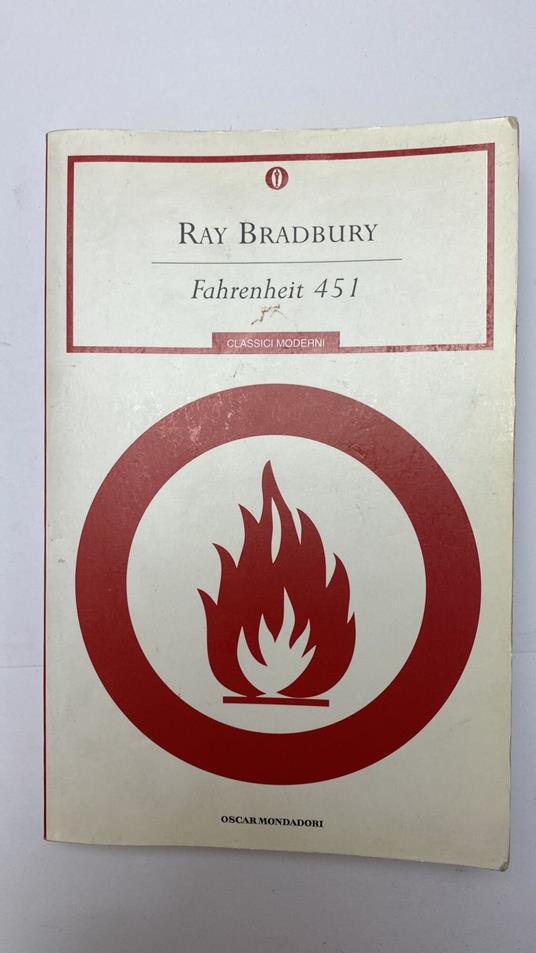 RAY BRADBURY
Fahrenheit 451
CLASSICI MODERNI
OSCAR MONDADORI